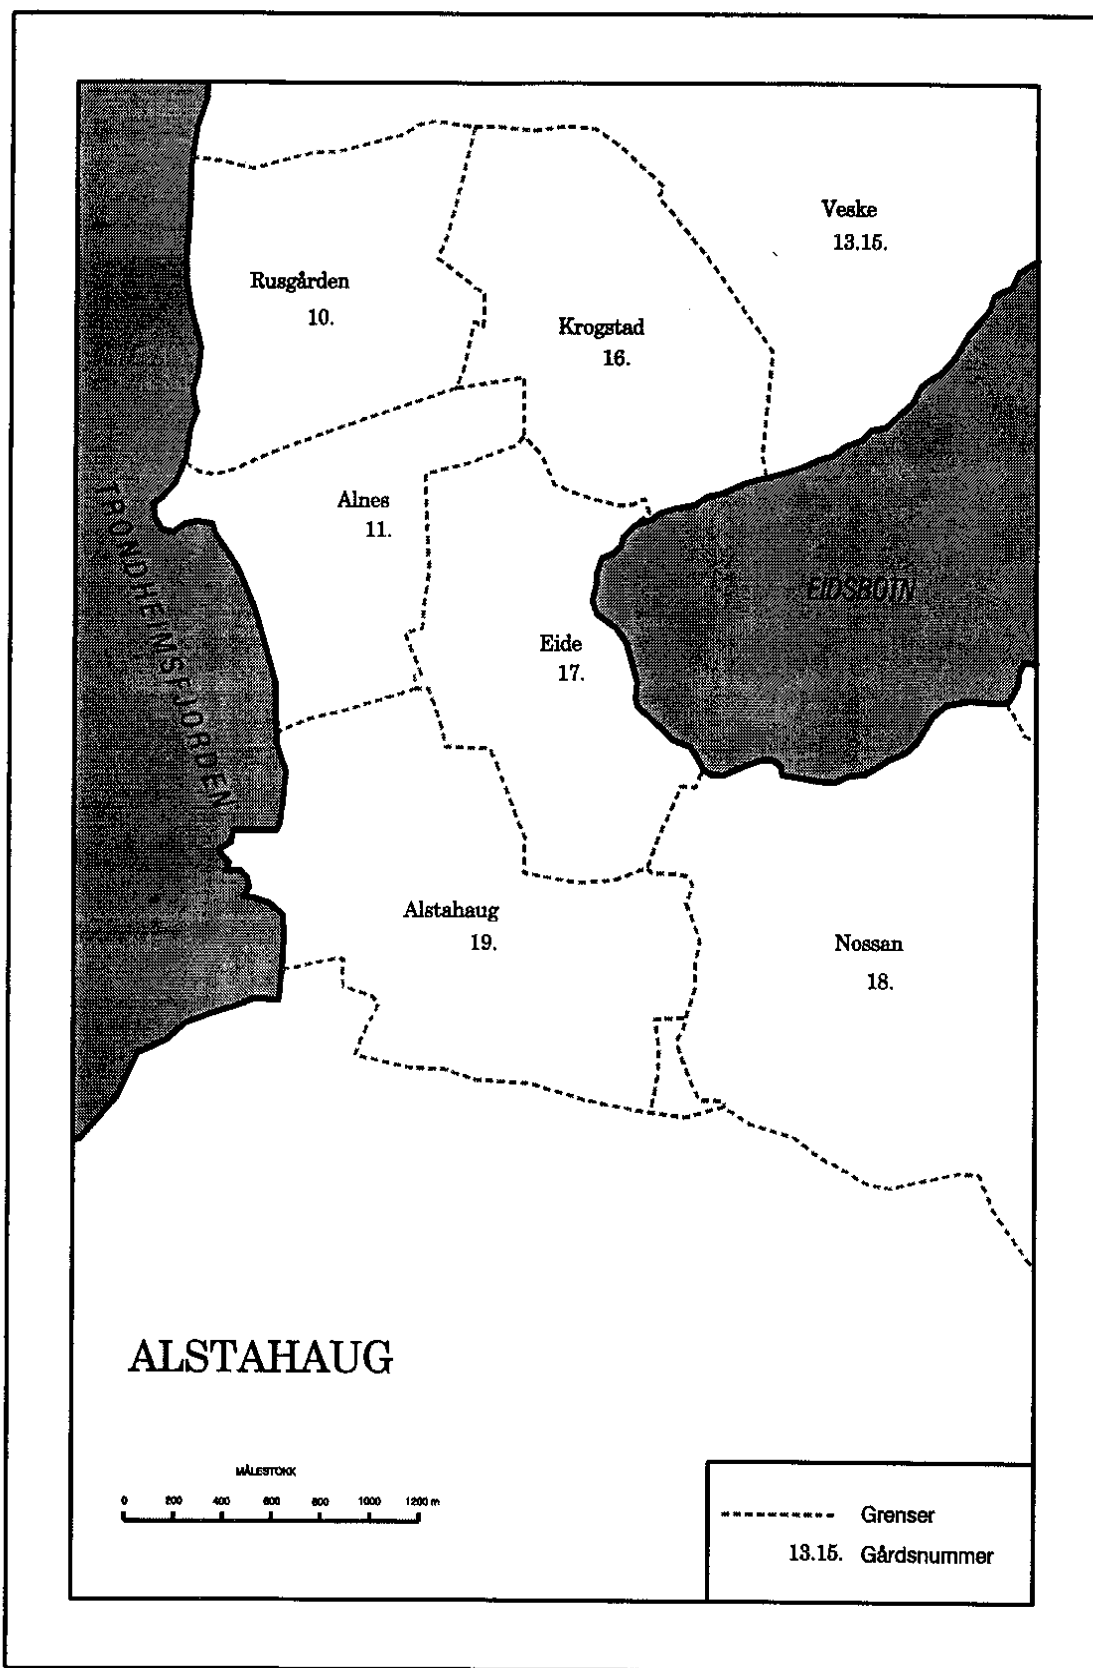 Veske
13.15.
Rusgården
10.
Krogstad
16.
Alnes
11.
TRONDHEIMSFJORDEN
EIDSBOTN
Eide
17.
Alstahaug
19.
Nossan
18.
ALSTAHAUG
MÅLESTOKK
0 200 400 600 800 1000 1200 m
Grenser
13.15. Gårdsnummer